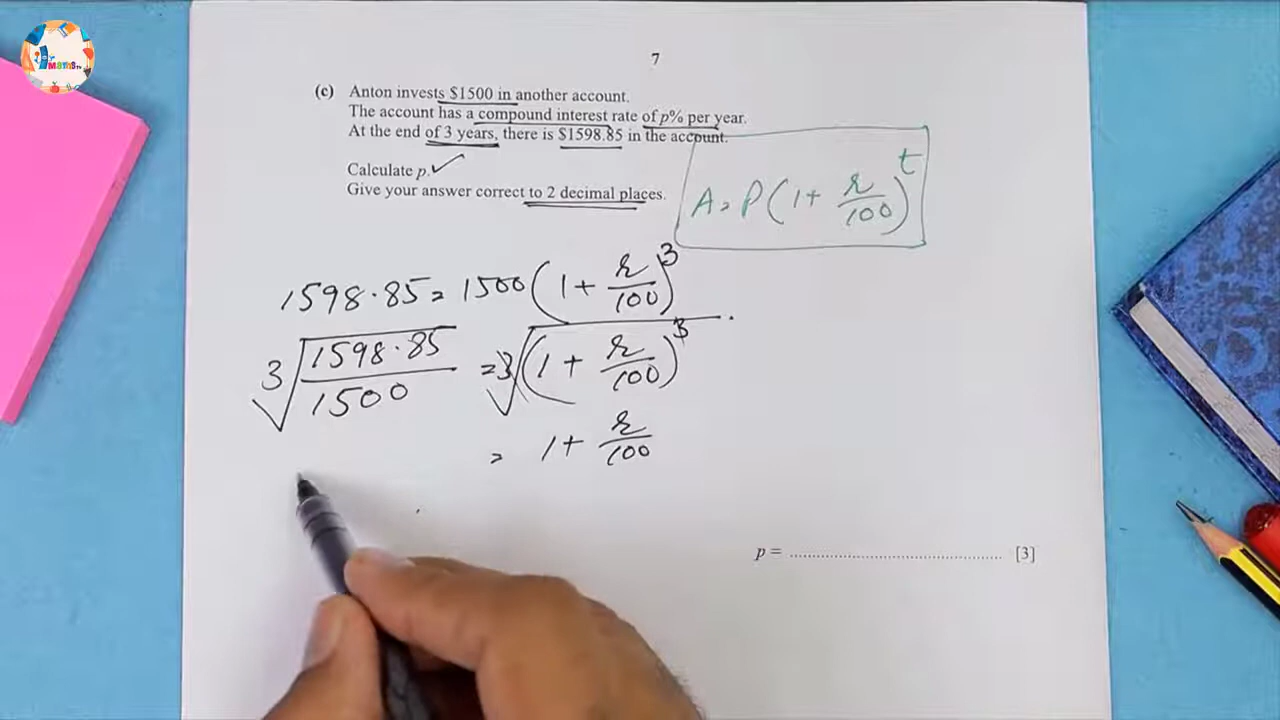 7
(c) Anton invests $1500 in another account.
The account has a compound interest rate of p% per year.
At the end of 3 years, there is $1598.85 in the account.
Calculate p.
Give your answer correct to 2 decimal places.
A = P(1 + r/100)^t
1598.85 = 1500(1 + r/100)^3
∛(1598.85/1500) = ∛(1 + r/100)^3
= 1 + r/100
p = .................................................. [3]